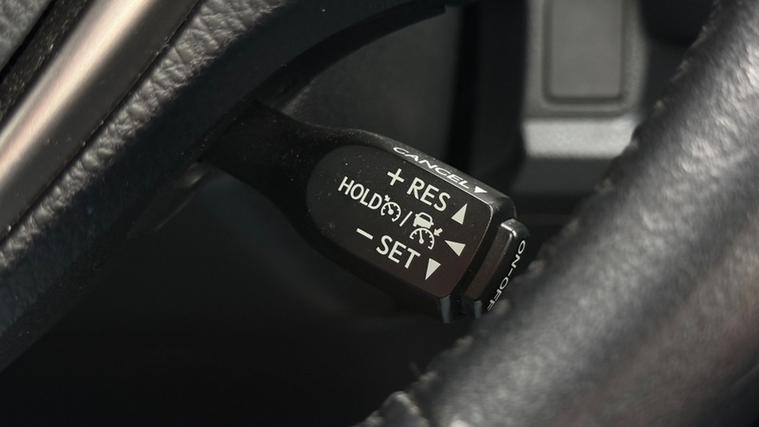 CANCEL
+ RES
HOLD /
- SET
ON-OFF